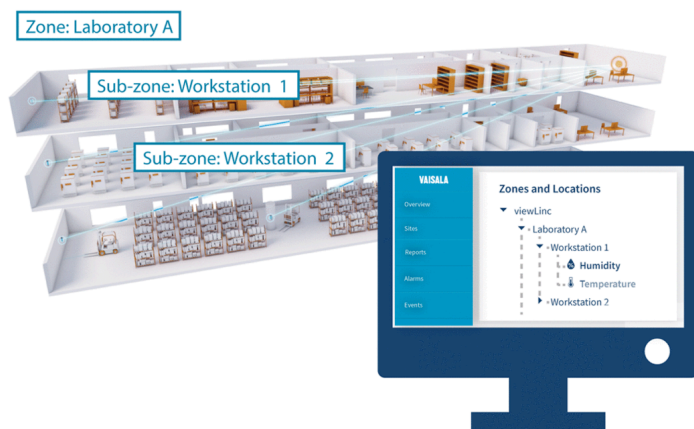 Zone: Laboratory A
Sub-zone: Workstation 1
Sub-zone: Workstation 2
VAISALA
Overview
Sites
Reports
Alarms
Events
Zones and Locations
viewLinc
Laboratory A
Workstation 1
Humidity
Temperature
Workstation 2